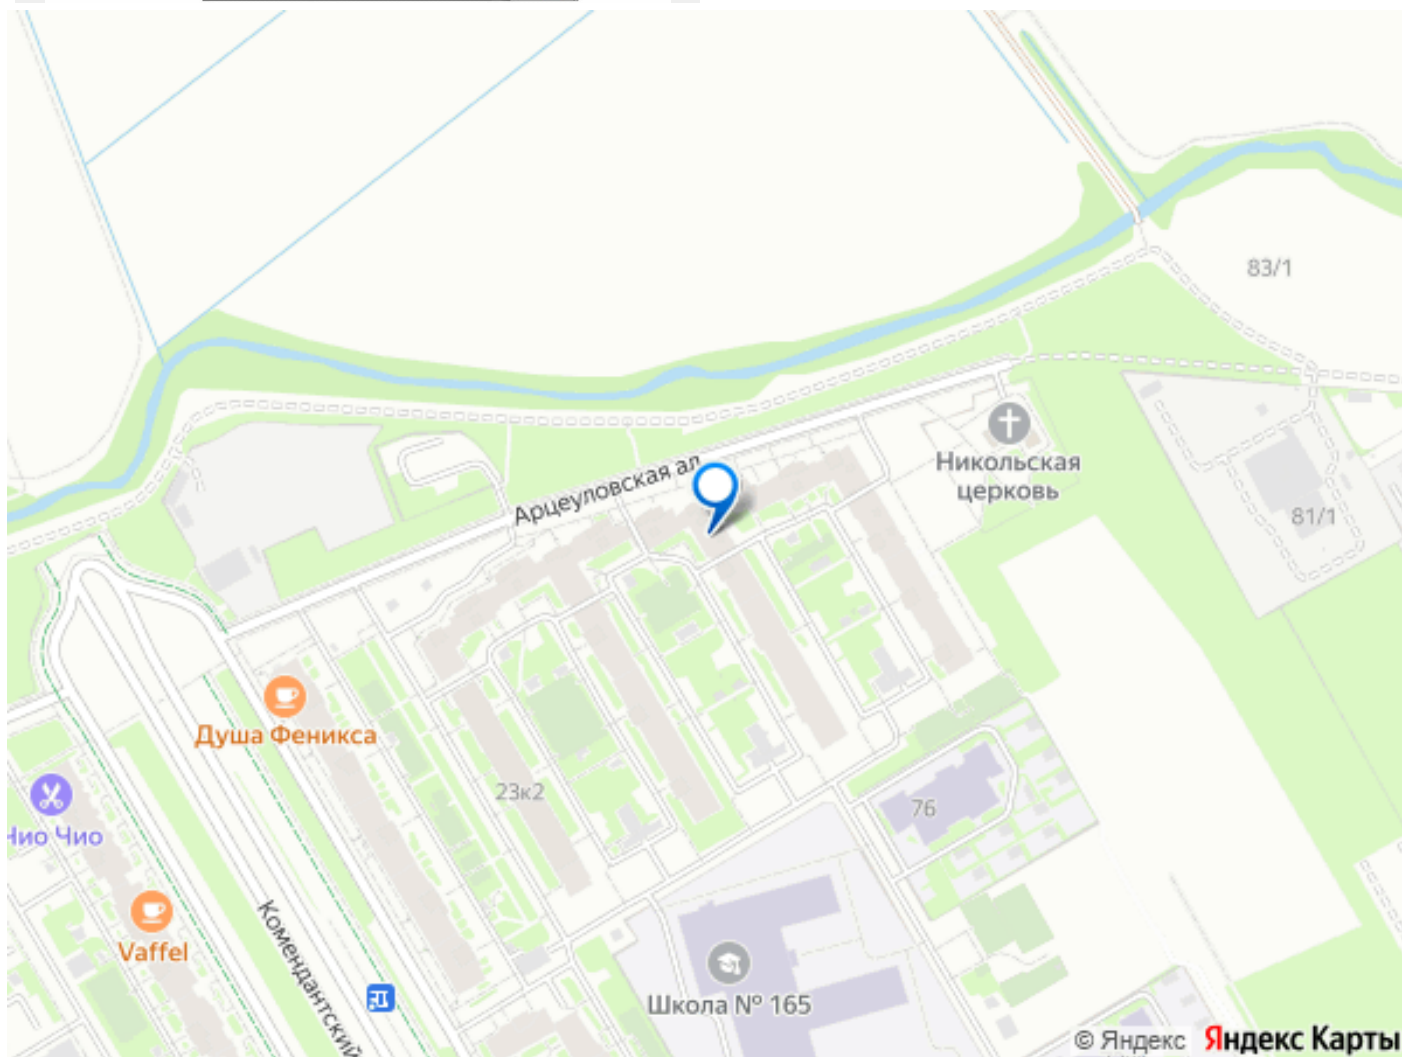 83/1
Никольская
церковь
Арцеуловская ал.
81/1
Душа Феникса
23к2
76
Чио Чио
Vaffel
Комендантский
Школа № 165
© Яндекс Яндекс Карты